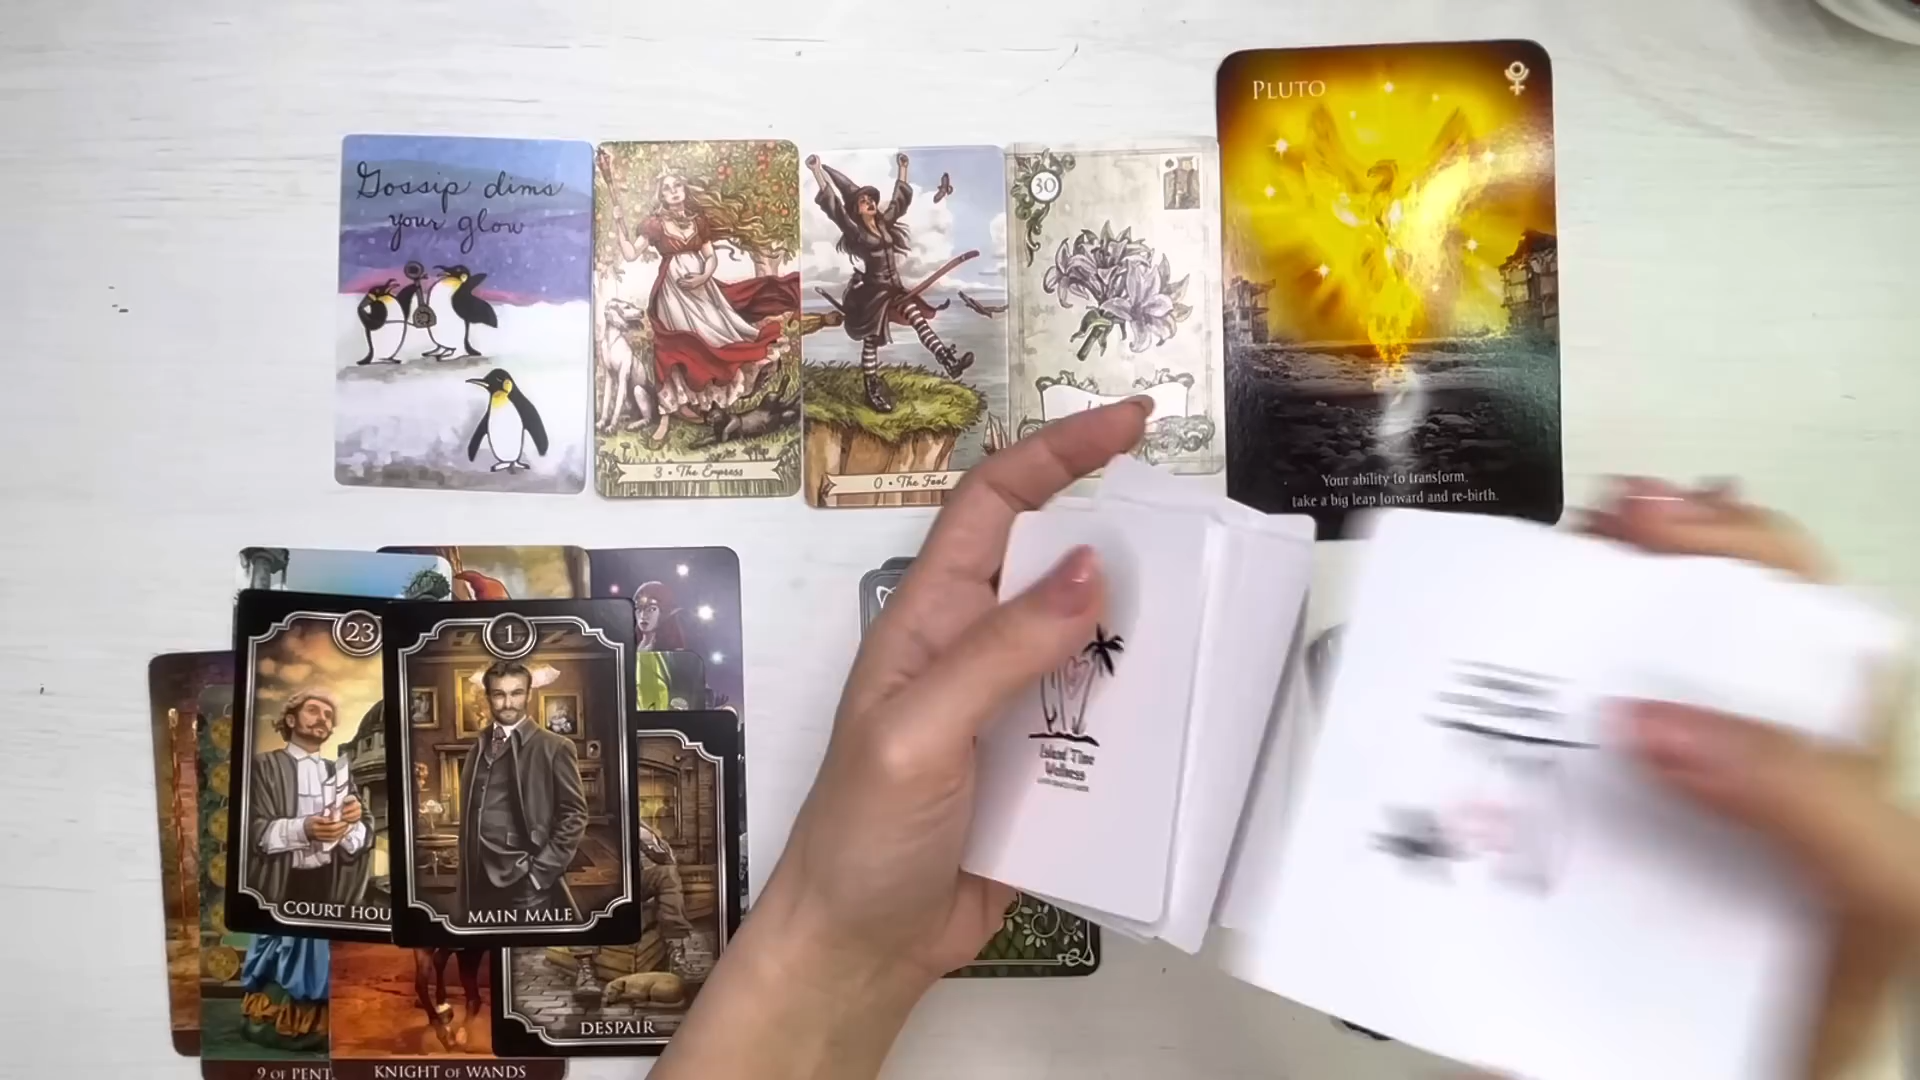 PLUTO
Gossip dims
your glow
30
3 • The Empress
0 • The Fool
Your ability to transform,
take a big leap forward and re-birth.
23
1
Island Time
Wellness
COURT HOU
MAIN MALE
DESPAIR
9 OF PENT
KNIGHT OF WANDS